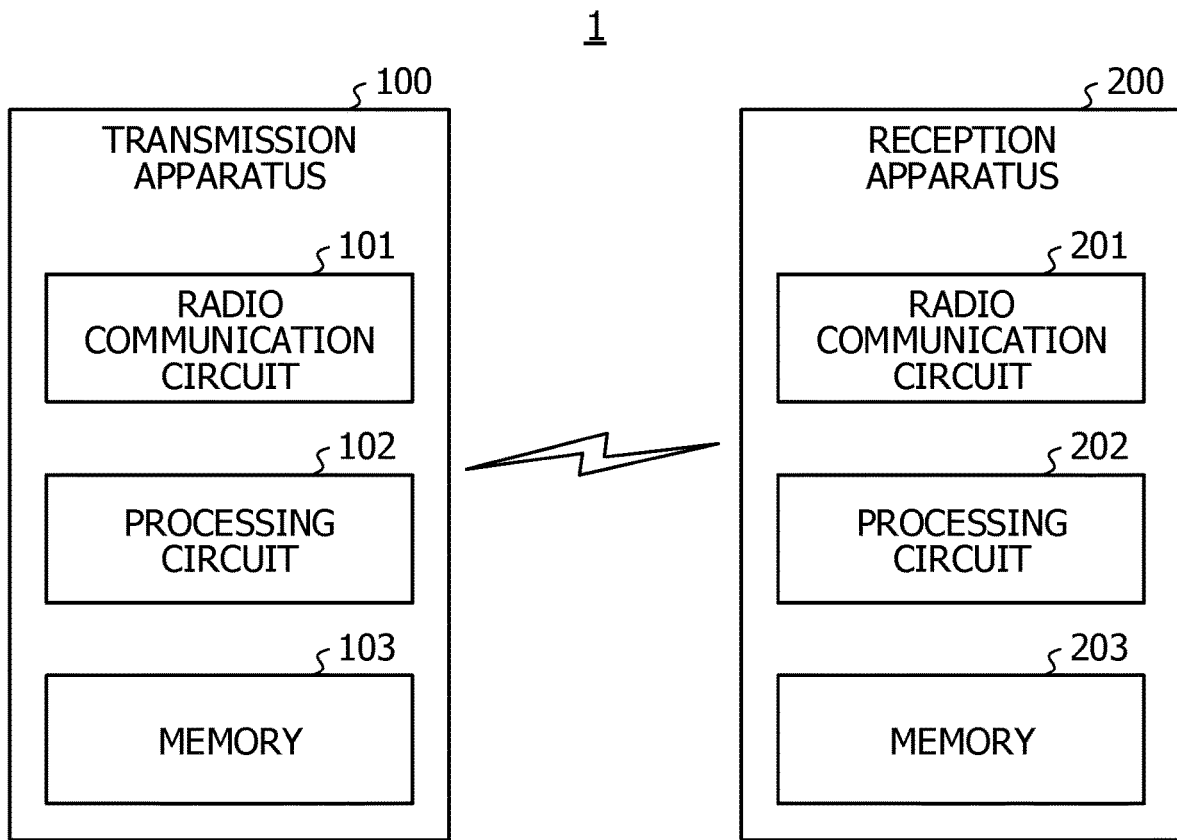 1
100
TRANSMISSION
APPARATUS
101
RADIO
COMMUNICATION
CIRCUIT
102
PROCESSING
CIRCUIT
103
MEMORY
200
RECEPTION
APPARATUS
201
RADIO
COMMUNICATION
CIRCUIT
202
PROCESSING
CIRCUIT
203
MEMORY